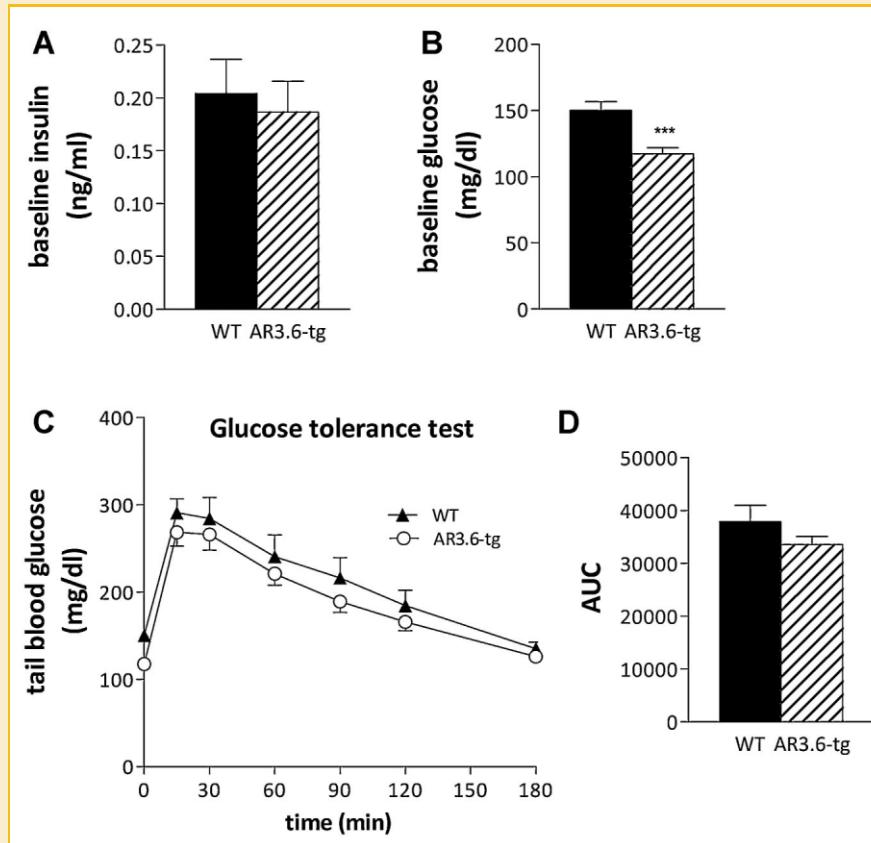 A
baseline insulin
(ng/ml)
0.25
0.20
0.15
0.10
0.05
0.00
WT AR3.6-tg
B
baseline glucose
(mg/dl)
200
150
100
50
0
***
WT AR3.6-tg
C
Glucose tolerance test
tail blood glucose
(mg/dl)
400
300
200
100
0
WT
AR3.6-tg
0 30 60 90 120 150 180
time (min)
D
AUC
50000
40000
30000
20000
10000
0
WT AR3.6-tg